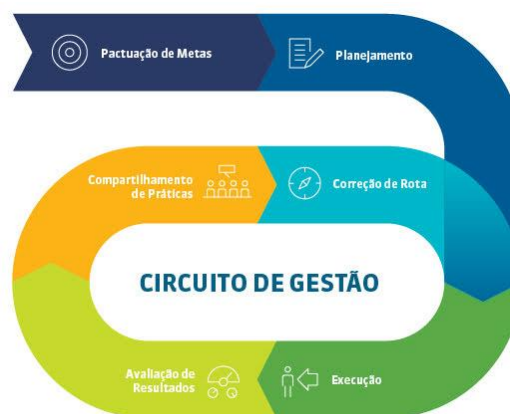 Pactuação de Metas
Planejamento
Compartilhamento
de Práticas
Correção de Rota
CIRCUITO DE GESTÃO
Avaliação de
Resultados
Execução